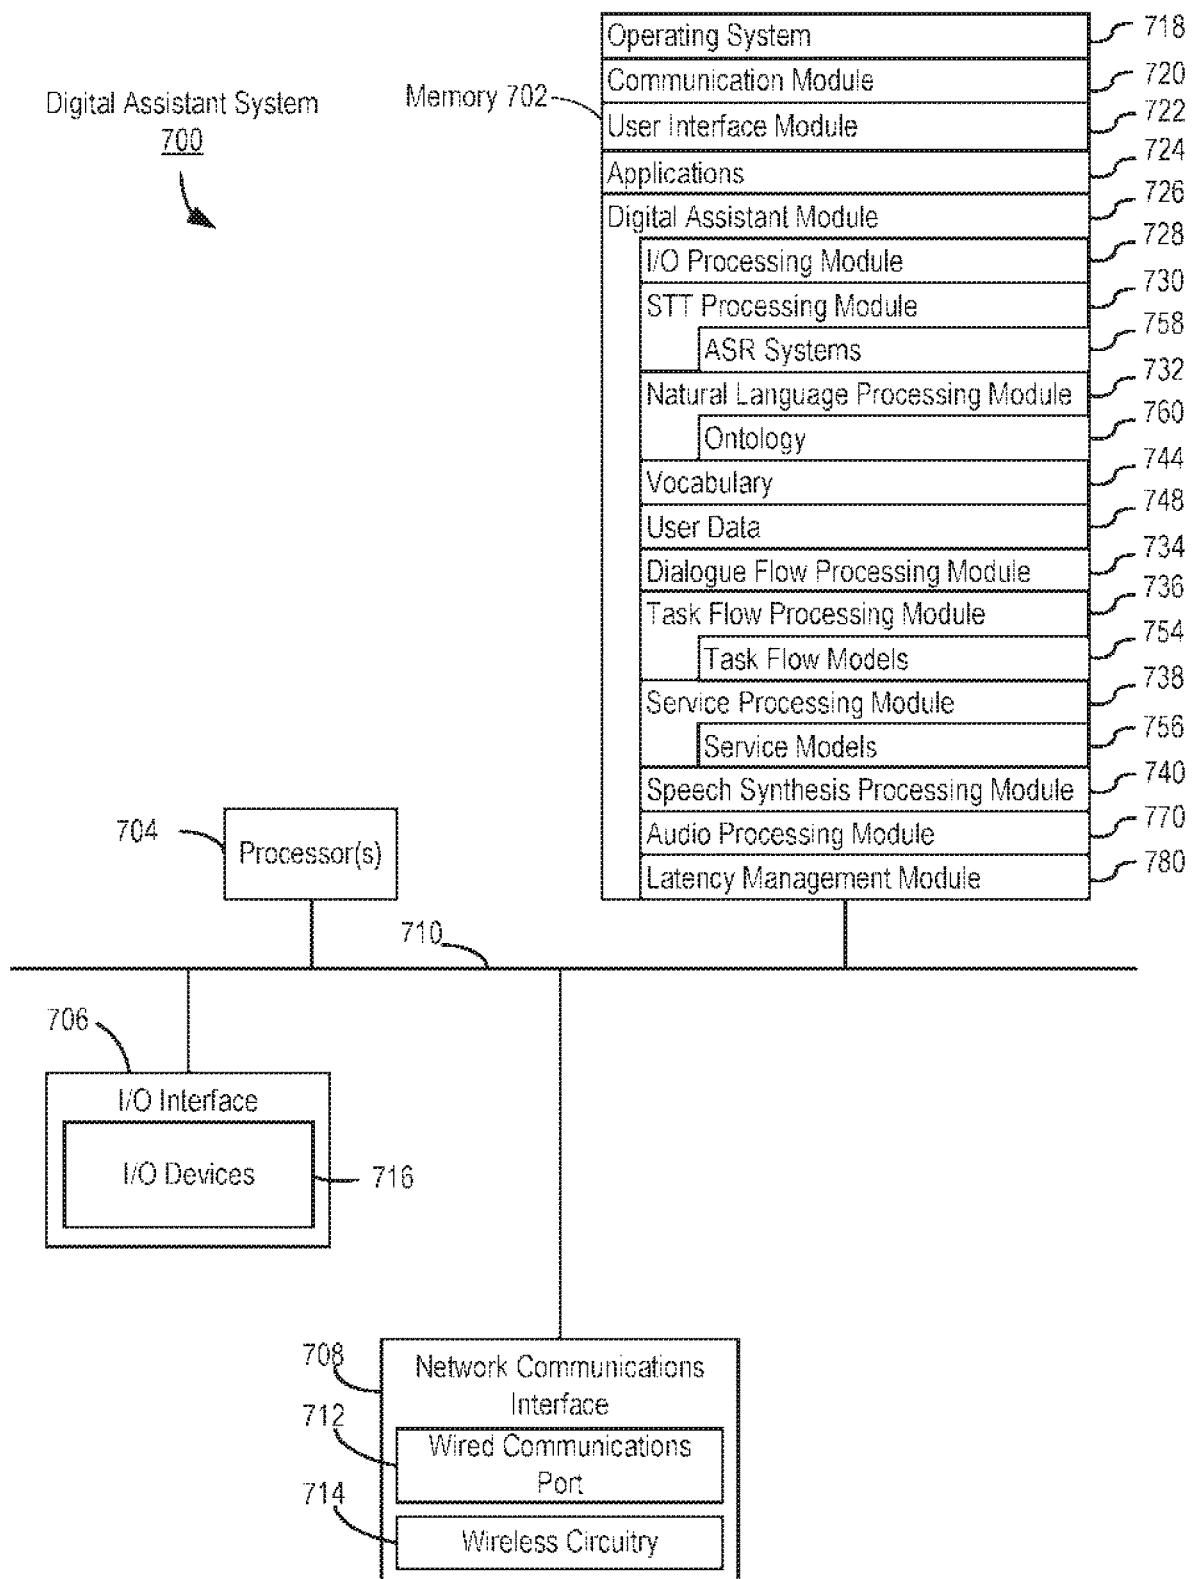 Digital Assistant System
700
Memory 702
Operating System 718
Communication Module 720
User Interface Module 722
Applications 724
Digital Assistant Module 726
I/O Processing Module 728
STT Processing Module 730
ASR Systems 758
Natural Language Processing Module 732
Ontology 760
Vocabulary 744
User Data 748
Dialogue Flow Processing Module 734
Task Flow Processing Module 736
Task Flow Models 754
Service Processing Module 738
Service Models 756
Speech Synthesis Processing Module 740
Audio Processing Module 770
Latency Management Module 780
704
Processor(s)
710
706
I/O Interface
I/O Devices
716
708
Network Communications
Interface
712
Wired Communications
Port
714
Wireless Circuitry